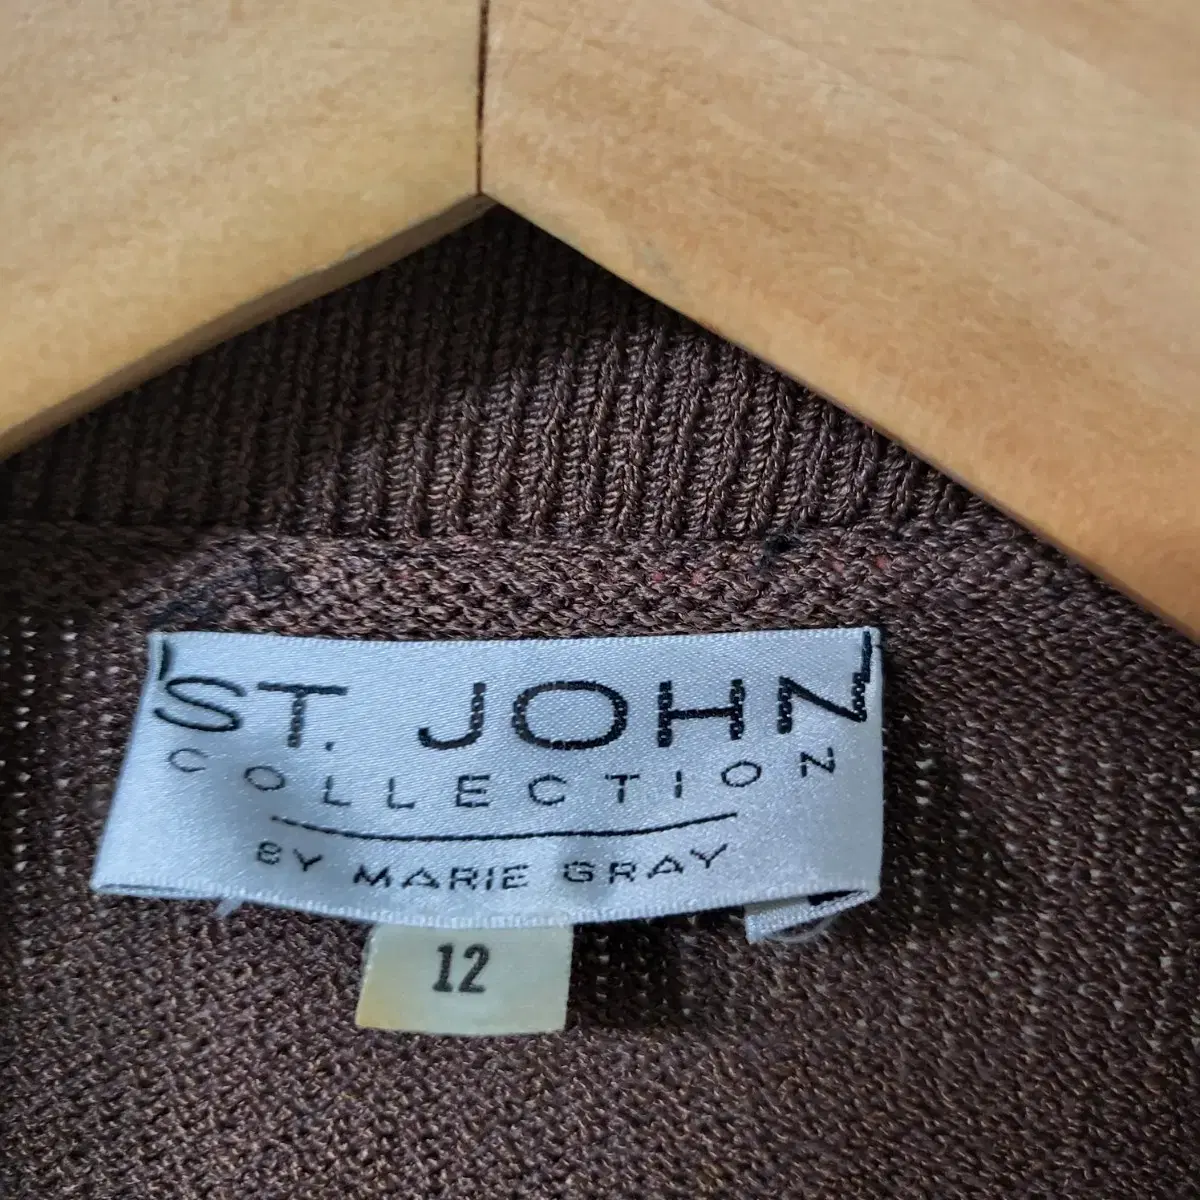 ST. JOHN
COLLECTION
BY MARIE GRAY
12